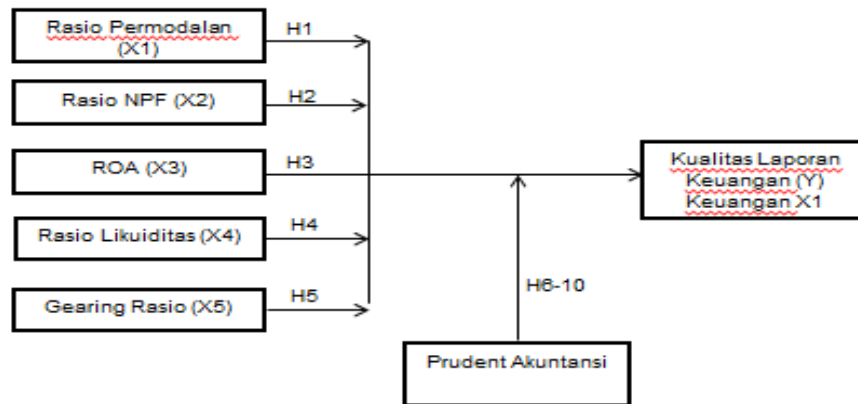 Rasio Permodalan
(X1)
H1
Rasio NPF (X2)
H2
ROA (X3)
H3
Rasio Likuiditas (X4)
H4
Gearing Rasio (X5)
H5
Kualitas Laporan
Keuangan (Y)
Keuangan X1
H6-10
Prudent Akuntansi